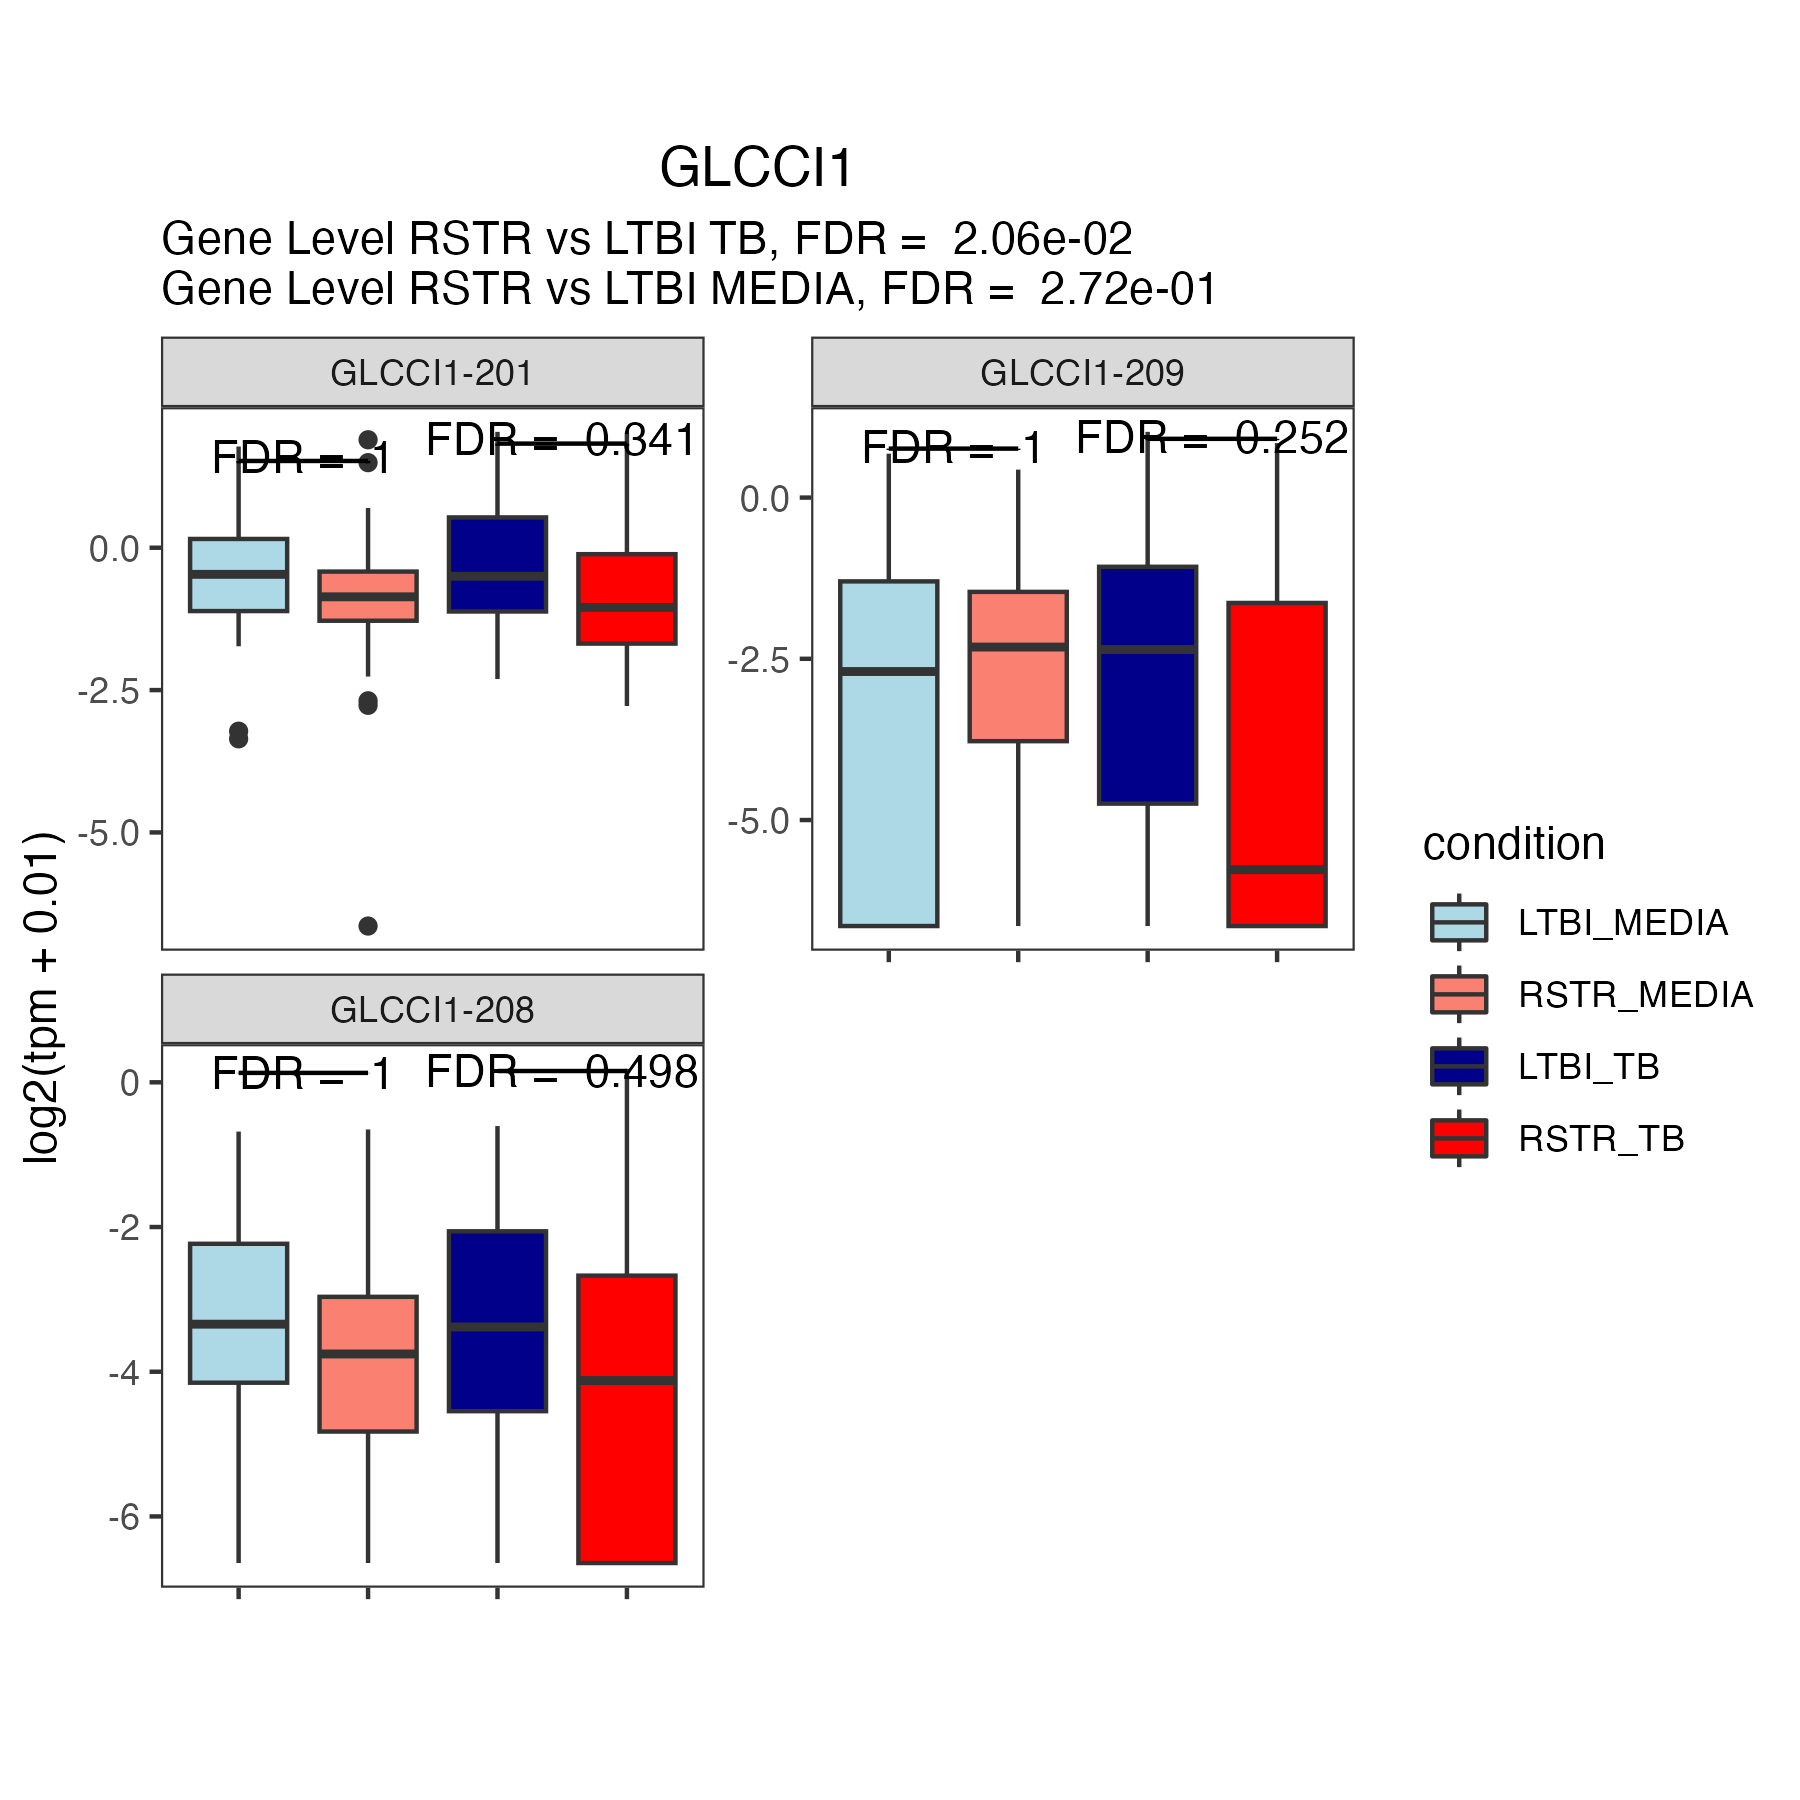 GLCCI1
Gene Level RSTR vs LTBI TB, FDR =  2.06e-02
Gene Level RSTR vs LTBI MEDIA, FDR =  2.72e-01
GLCCI1-201
FDR = 1
FDR = 0.341
0.0
-2.5
-5.0
GLCCI1-209
FDR = 1
FDR = 0.252
0.0
-2.5
-5.0
GLCCI1-208
FDR = 1
FDR = 0.498
0
-2
-4
-6
log2(tpm + 0.01)
condition
LTBI_MEDIA
RSTR_MEDIA
LTBI_TB
RSTR_TB